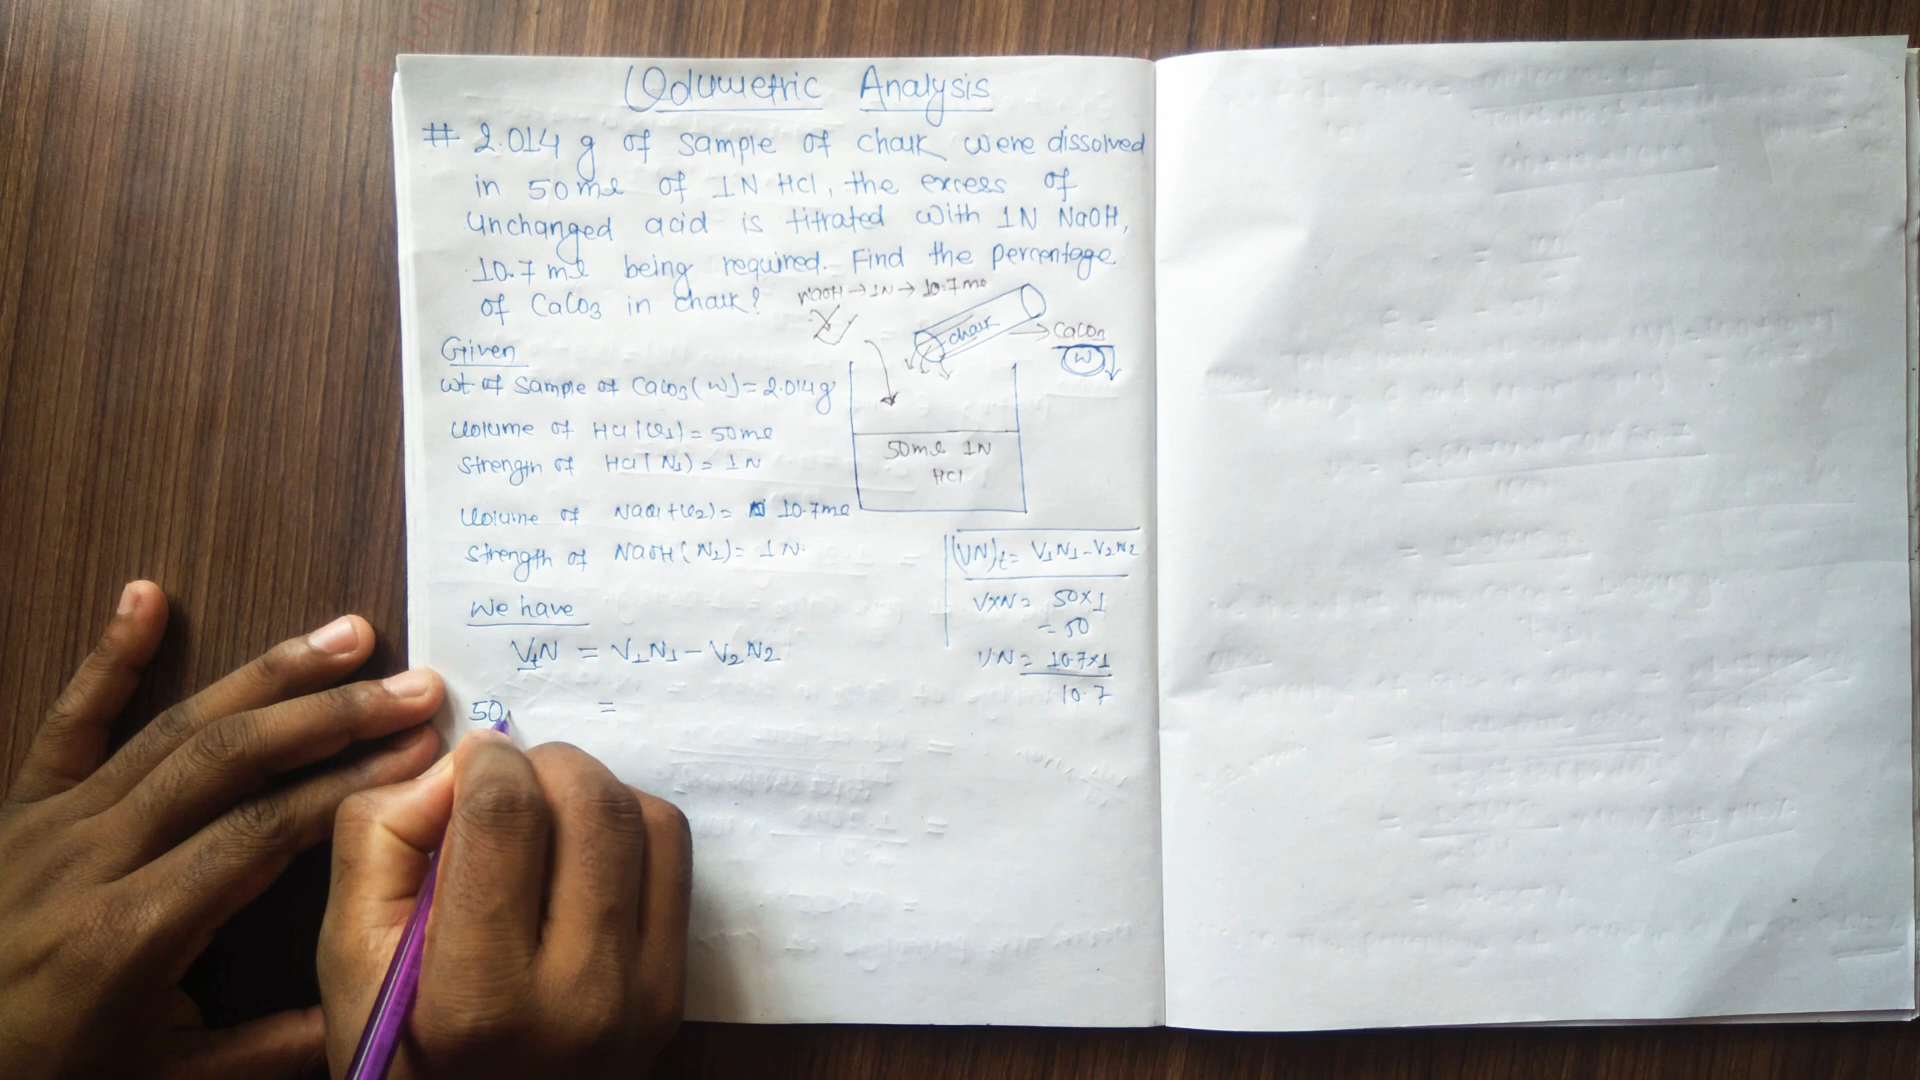 Volumetric Analysis
# 2.014 g of sample of chalk were dissolved
in 50ml of 1N HCl, the excess of
Unchanged acid is titrated with 1N NaOH,
10.7 ml being required. Find the percentage
of CaCO3 in chalk?
NaOH → 1N → 10.7ml
chalk
CaCO3
W
Given
wt of sample of CaCO3 (w) = 2.014g
Volume of HCl (V1) = 50ml
Strength of HCl (N1) = 1N
50ml 1N
HCl
Volume of NaOH (V2) = 10.7ml
Strength of NaOH (N2) = 1N.
(VN)t = V1N1 - V2N2
V×N = 50×1
= 50
V.N = 10.7×1
10.7
We have
VtN = V1N1 - V2N2
50 =